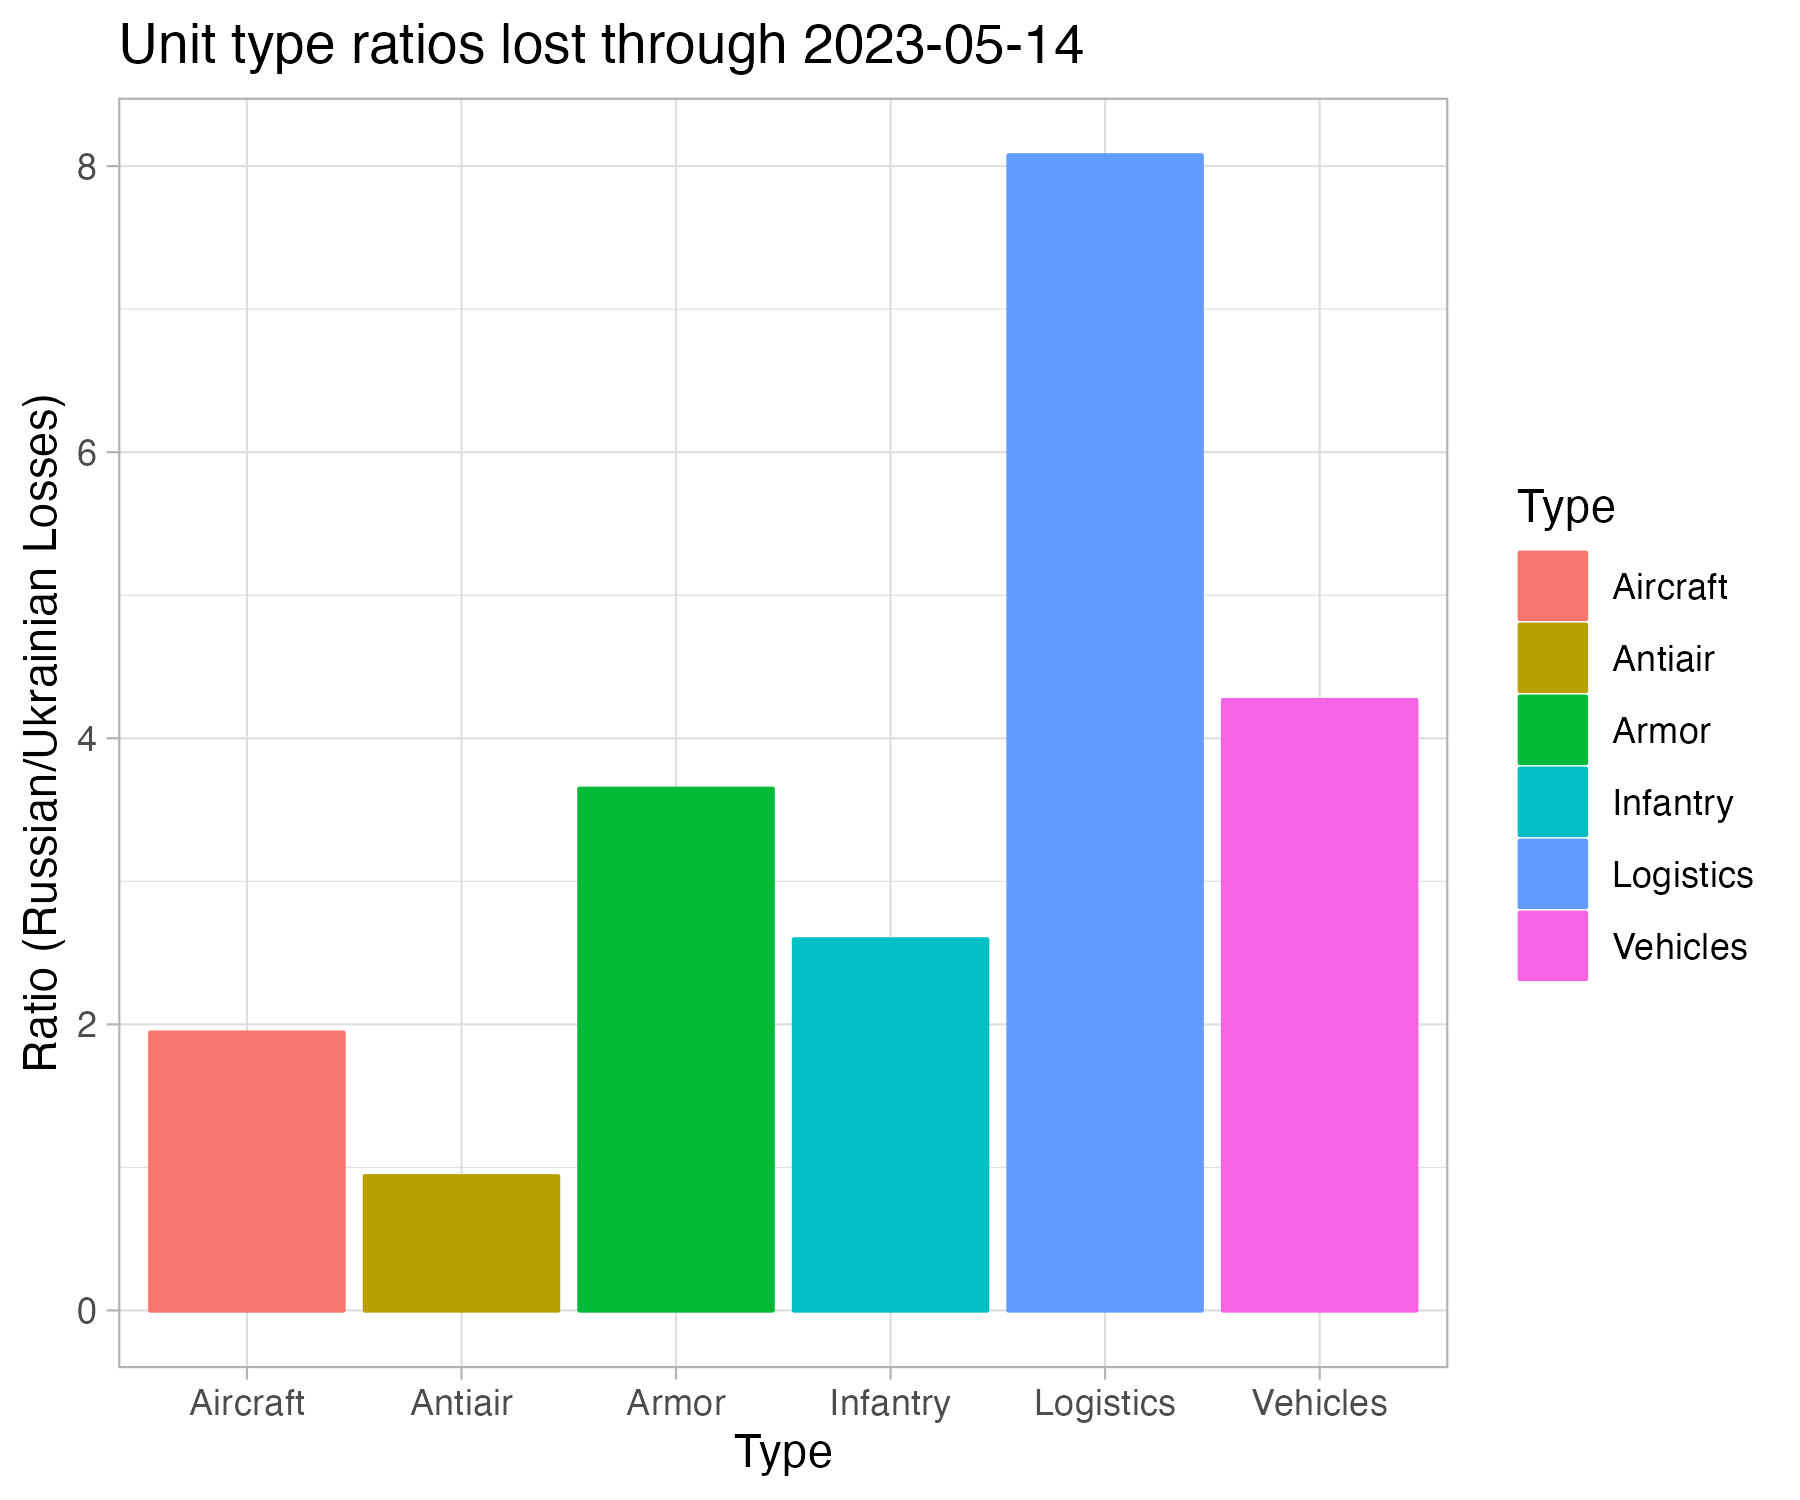 Unit type ratios lost through 2023-05-14
Ratio (Russian/Ukrainian Losses)
8
6
4
2
0
Aircraft
Antiair
Armor
Infantry
Logistics
Vehicles
Type
Type
Aircraft
Antiair
Armor
Infantry
Logistics
Vehicles